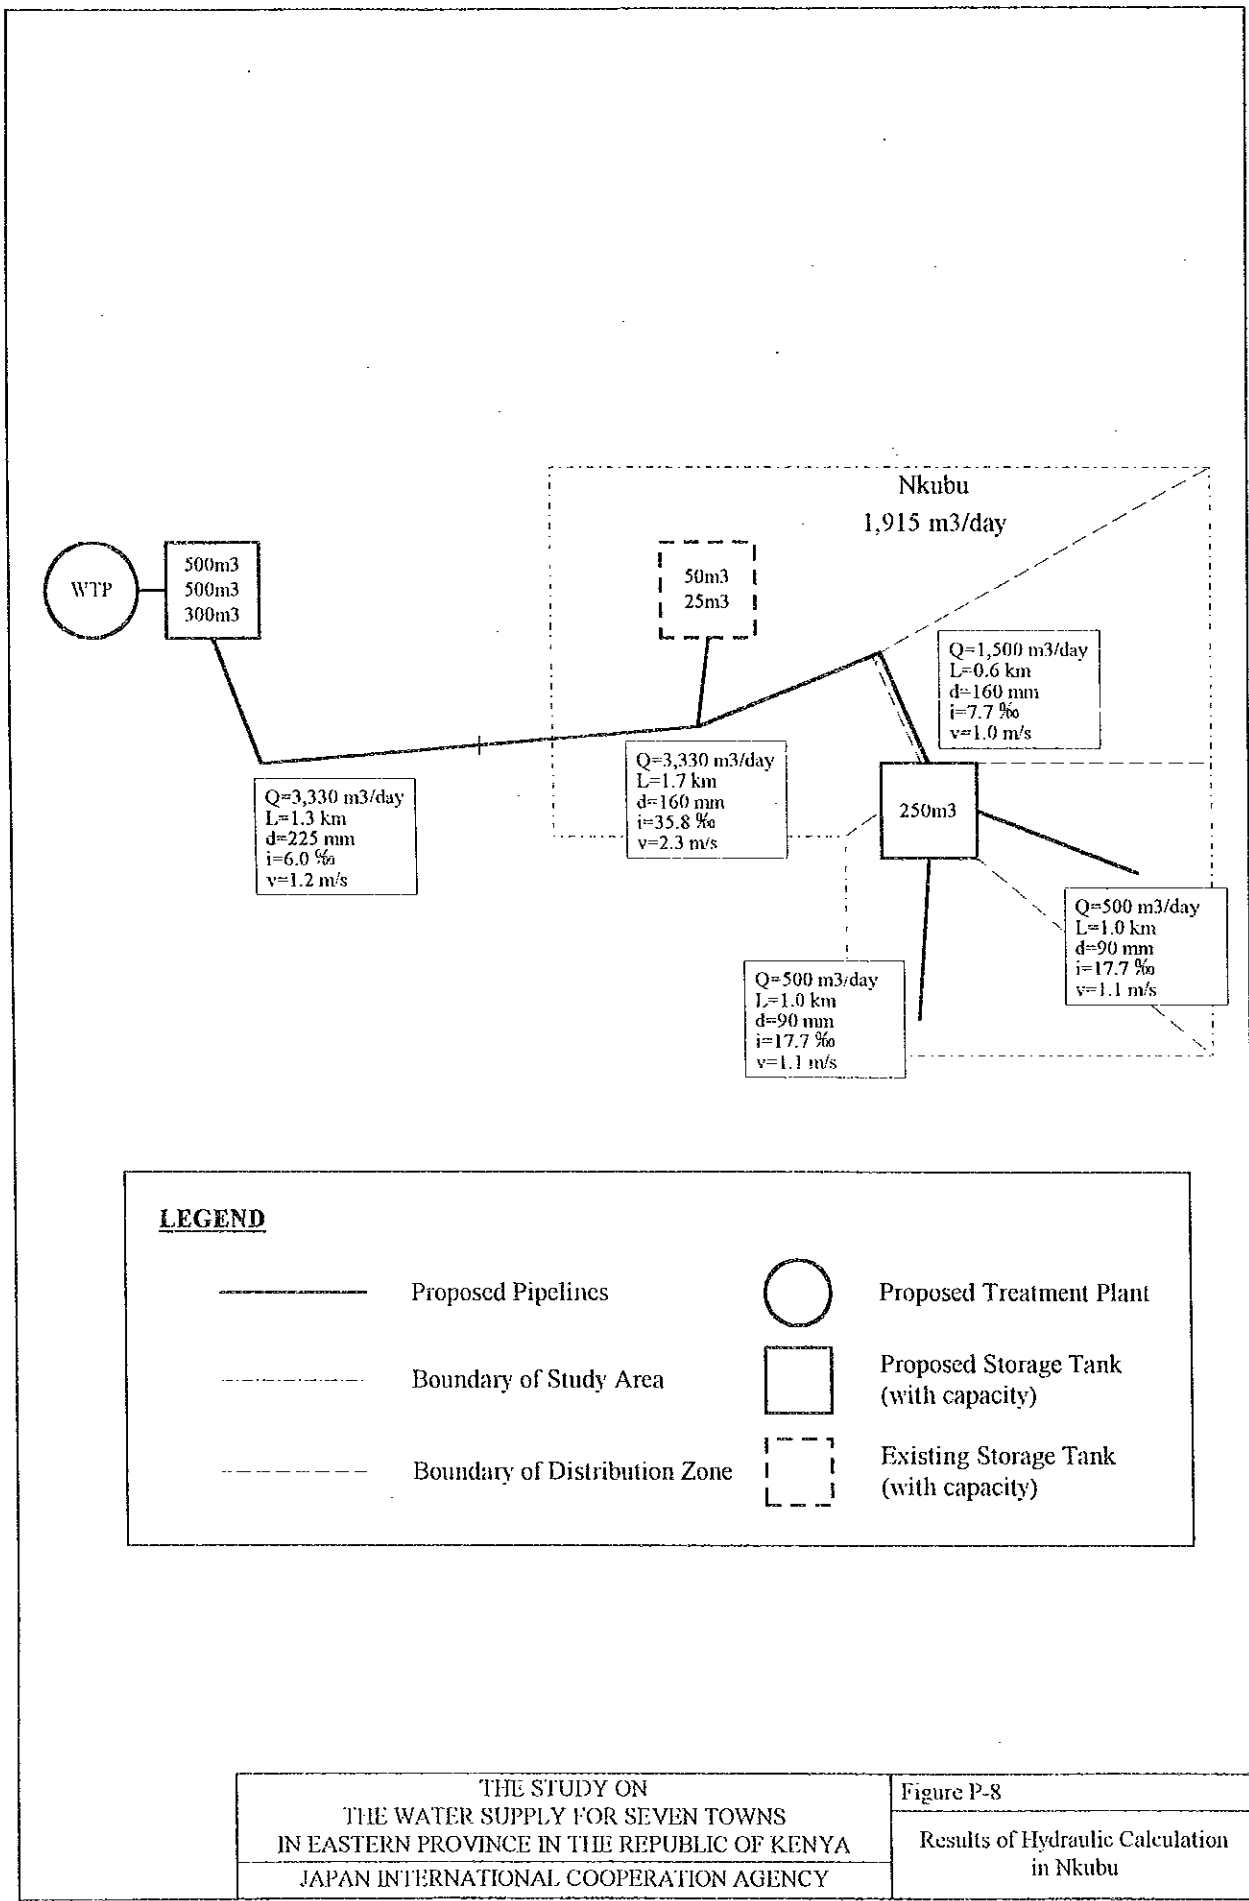 Nkubu
1,915 m3/day
WTP
500m3
500m3
300m3
50m3
25m3
Q=1,500 m3/day
L=0.6 km
d=160 mm
i=7.7 ‰
v=1.0 m/s
Q=3,330 m3/day
L=1.3 km
d=225 mm
i=6.0 ‰
v=1.2 m/s
Q=3,330 m3/day
L=1.7 km
d=160 mm
i=35.8 ‰
v=2.3 m/s
250m3
Q=500 m3/day
L=1.0 km
d=90 mm
i=17.7 ‰
v=1.1 m/s
Q=500 m3/day
L=1.0 km
d=90 mm
i=17.7 ‰
v=1.1 m/s
LEGEND
Proposed Pipelines
Proposed Treatment Plant
Boundary of Study Area
Proposed Storage Tank
(with capacity)
Boundary of Distribution Zone
Existing Storage Tank
(with capacity)
THE STUDY ON
THE WATER SUPPLY FOR SEVEN TOWNS
IN EASTERN PROVINCE IN THE REPUBLIC OF KENYA
JAPAN INTERNATIONAL COOPERATION AGENCY
Figure P-8
Results of Hydraulic Calculation
in Nkubu